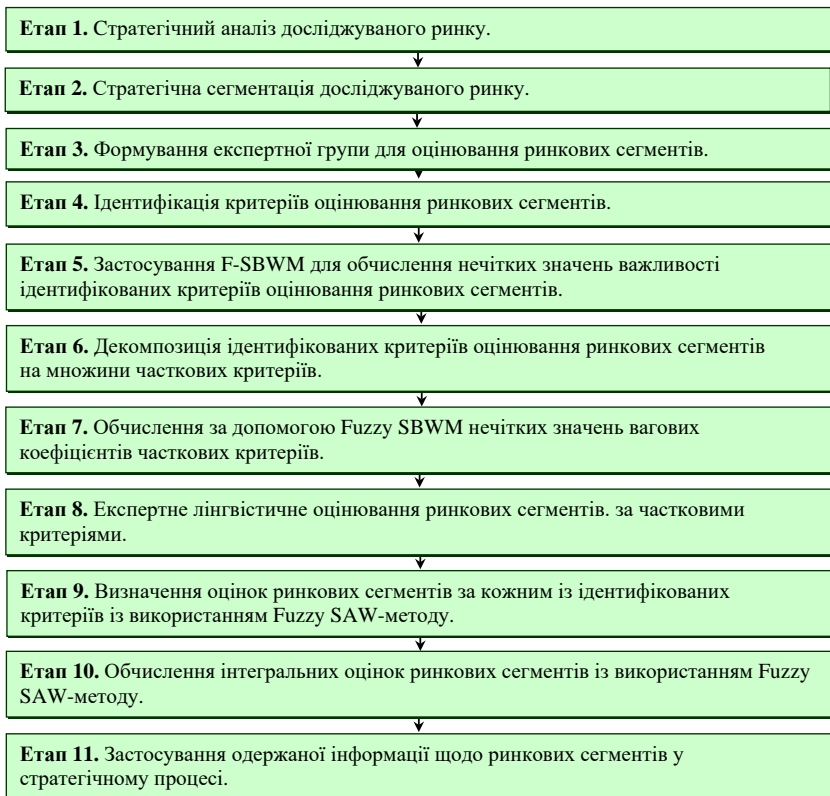 Етап 1. Стратегічний аналіз досліджуваного ринку.
Етап 2. Стратегічна сегментація досліджуваного ринку.
Етап 3. Формування експертної групи для оцінювання ринкових сегментів.
Етап 4. Ідентифікація критеріїв оцінювання ринкових сегментів.
Етап 5. Застосування F-SBWM для обчислення нечітких значень важливості
ідентифікованих критеріїв оцінювання ринкових сегментів.
Етап 6. Декомпозиція ідентифікованих критеріїв оцінювання ринкових сегментів
на множини часткових критеріїв.
Етап 7. Обчислення за допомогою Fuzzy SBWM нечітких значень вагових
коефіцієнтів часткових критеріїв.
Етап 8. Експертне лінгвістичне оцінювання ринкових сегментів. за частковими
критеріями.
Етап 9. Визначення оцінок ринкових сегментів за кожним із ідентифікованих
критеріїв із використанням Fuzzy SAW-методу.
Етап 10. Обчислення інтегральних оцінок ринкових сегментів із використанням Fuzzy
SAW-методу.
Етап 11. Застосування одержаної інформації щодо ринкових сегментів у
стратегічному процесі.